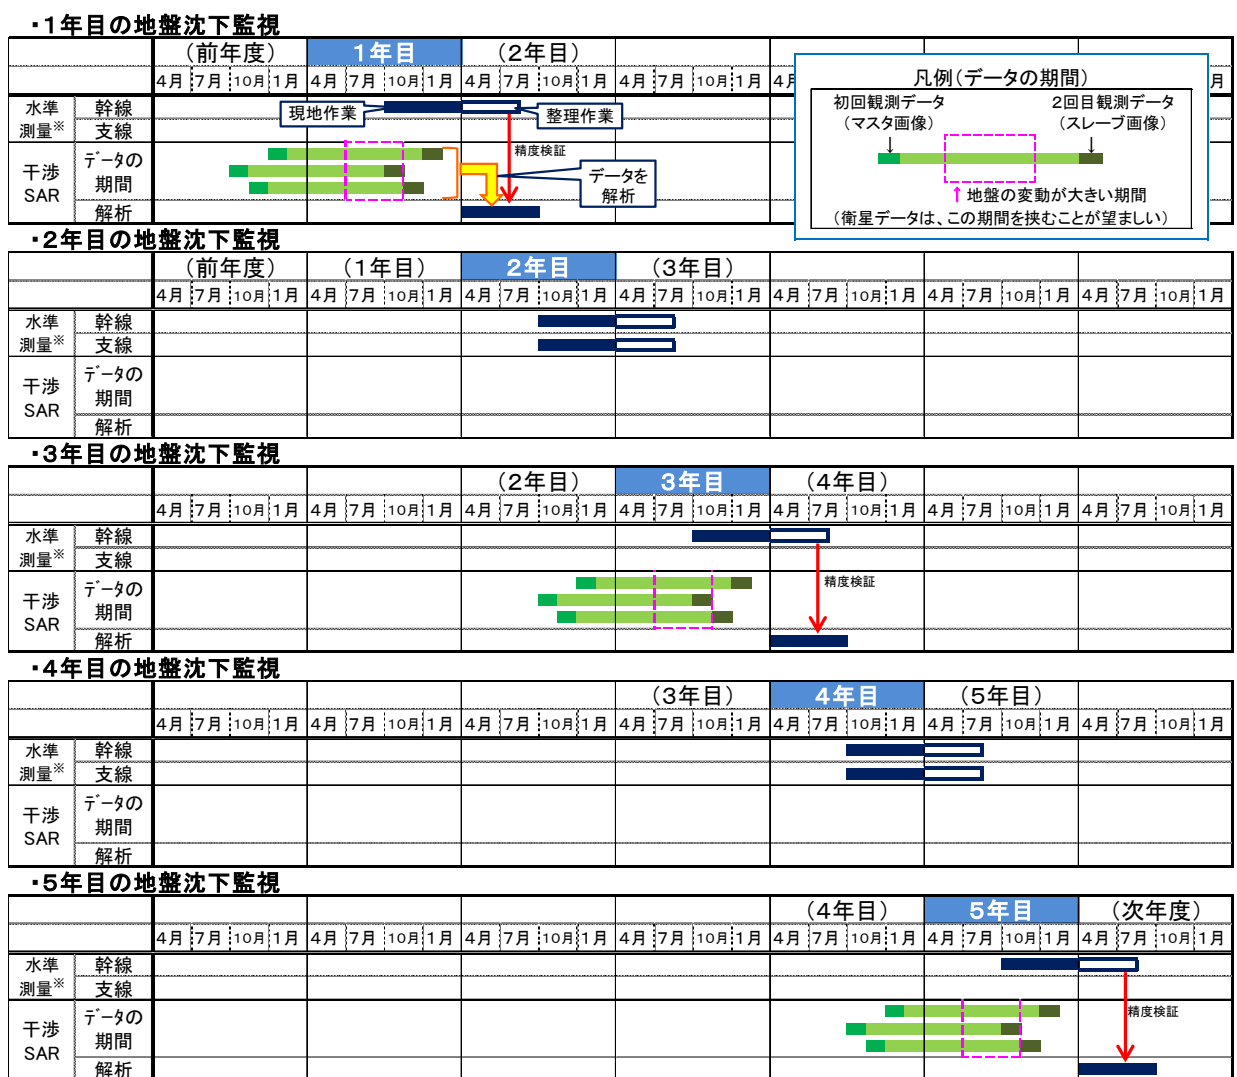 ・1年目の地盤沈下監視
（前年度） 1年目 （2年目）
4月 7月 10月 1月 4月 7月 10月 1月 4月 7月 10月 1月 4月 7月 10月 1月 4月 月
水準測量※ 幹線
支線
現地作業
整理作業
精度検証
干渉SAR データの期間
解析
データを解析
凡例（データの期間）
初回観測データ（マスタ画像）
2回目観測データ（スレーブ画像）
↓ ↓
↑地盤の変動が大きい期間
（衛星データは、この期間を挟むことが望ましい）
・2年目の地盤沈下監視
（前年度） （1年目） 2年目 （3年目）
4月 7月 10月 1月 4月 7月 10月 1月 4月 7月 10月 1月 4月 7月 10月 1月 4月 7月 10月 1月 4月 7月 10月 1月 4月 7月 10月 1月
水準測量※ 幹線
支線
干渉SAR ﾃﾞｰﾀの期間
解析
・3年目の地盤沈下監視
（2年目） 3年目 （4年目）
4月 7月 10月 1月 4月 7月 10月 1月 4月 7月 10月 1月 4月 7月 10月 1月 4月 7月 10月 1月 4月 7月 10月 1月 4月 7月 10月 1月
水準測量※ 幹線
支線
干渉SAR ﾃﾞｰﾀの期間
精度検証
解析
・4年目の地盤沈下監視
（3年目） 4年目 （5年目）
4月 7月 10月 1月 4月 7月 10月 1月 4月 7月 10月 1月 4月 7月 10月 1月 4月 7月 10月 1月 4月 7月 10月 1月 4月 7月 10月 1月
水準測量※ 幹線
支線
干渉SAR ﾃﾞｰﾀの期間
解析
・5年目の地盤沈下監視
（4年目） 5年目 （次年度）
4月 7月 10月 1月 4月 7月 10月 1月 4月 7月 10月 1月 4月 7月 10月 1月 4月 7月 10月 1月 4月 7月 10月 1月 4月 7月 10月 1月
水準測量※ 幹線
支線
干渉SAR ﾃﾞｰﾀの期間
精度検証
解析